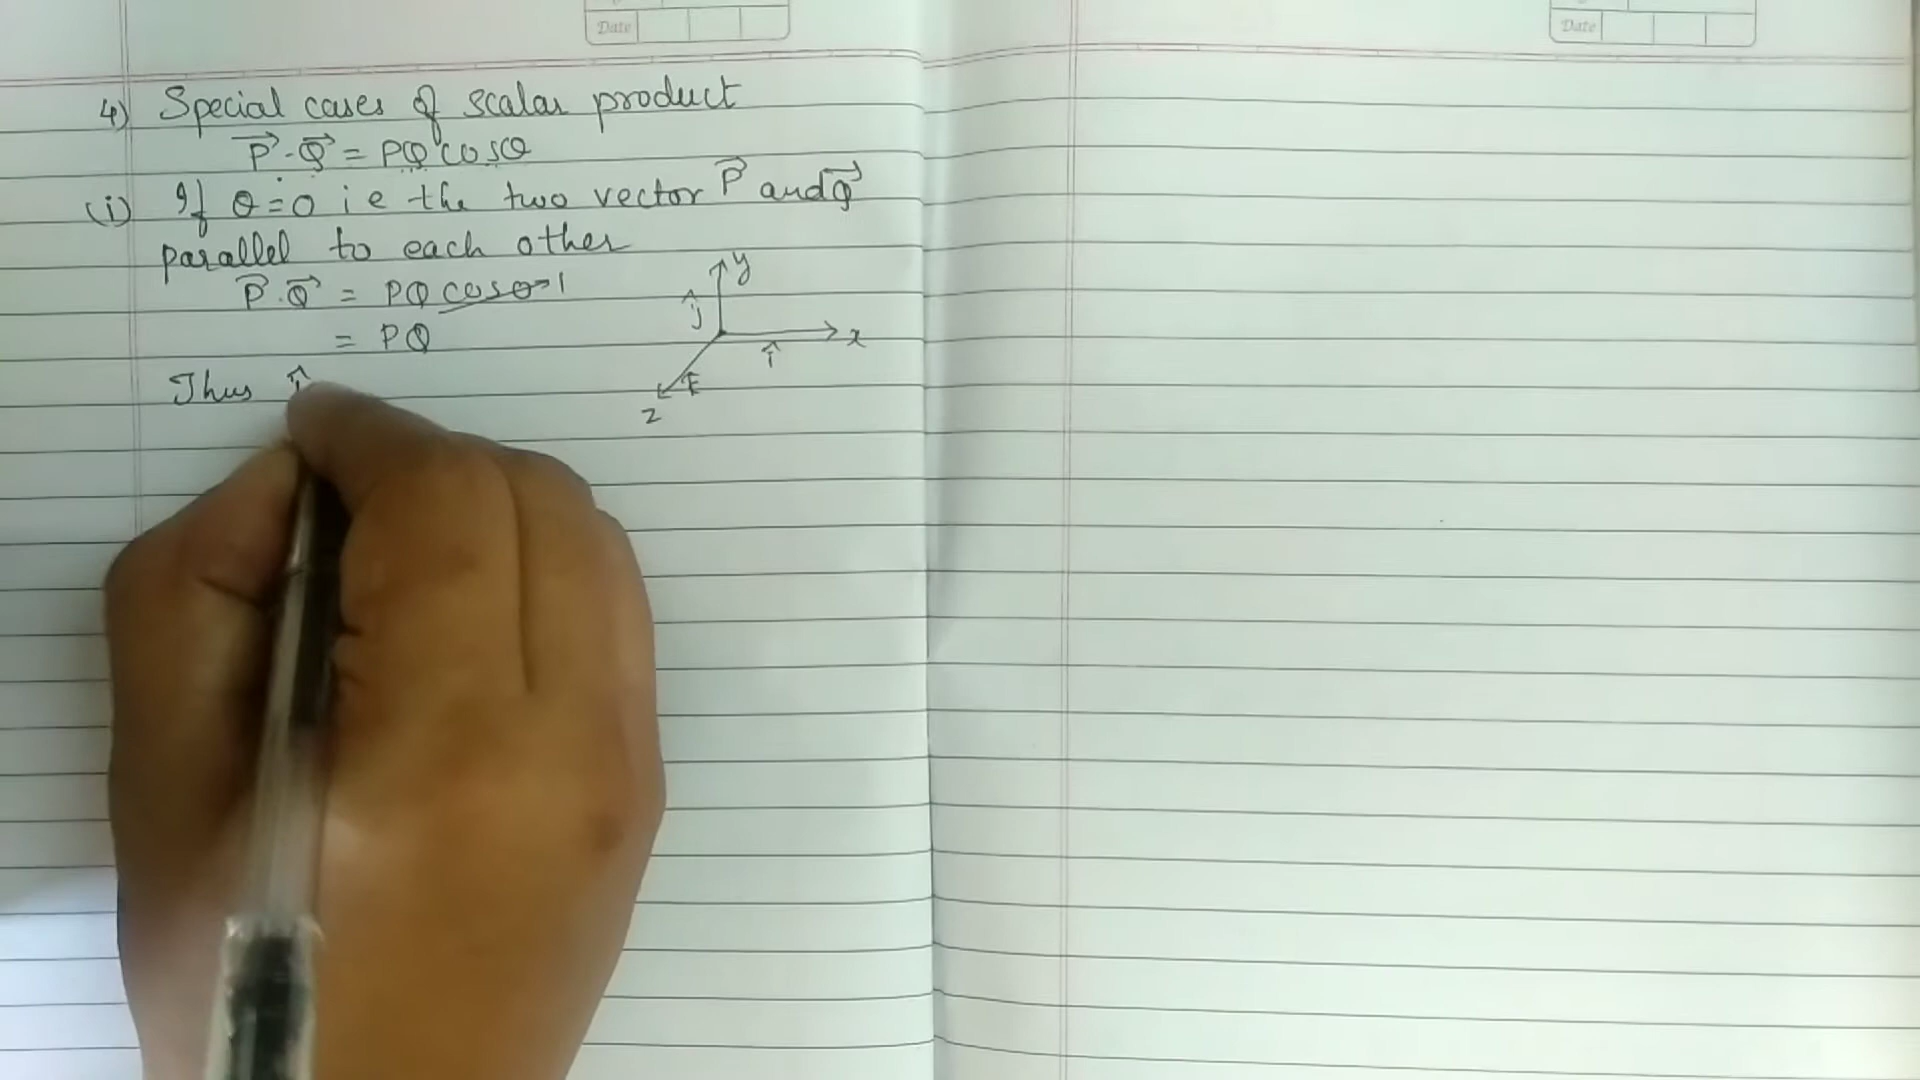 Date
Date
4) Special cases of scalar product
P⃗·Q⃗ = PQ cosθ
(i) If θ=0 i e the two vector P⃗ and Q⃗
parallel to each other
P⃗·Q⃗ = PQ cosθ→1
= PQ
Thus î
y
ĵ
x
î
k̂
z